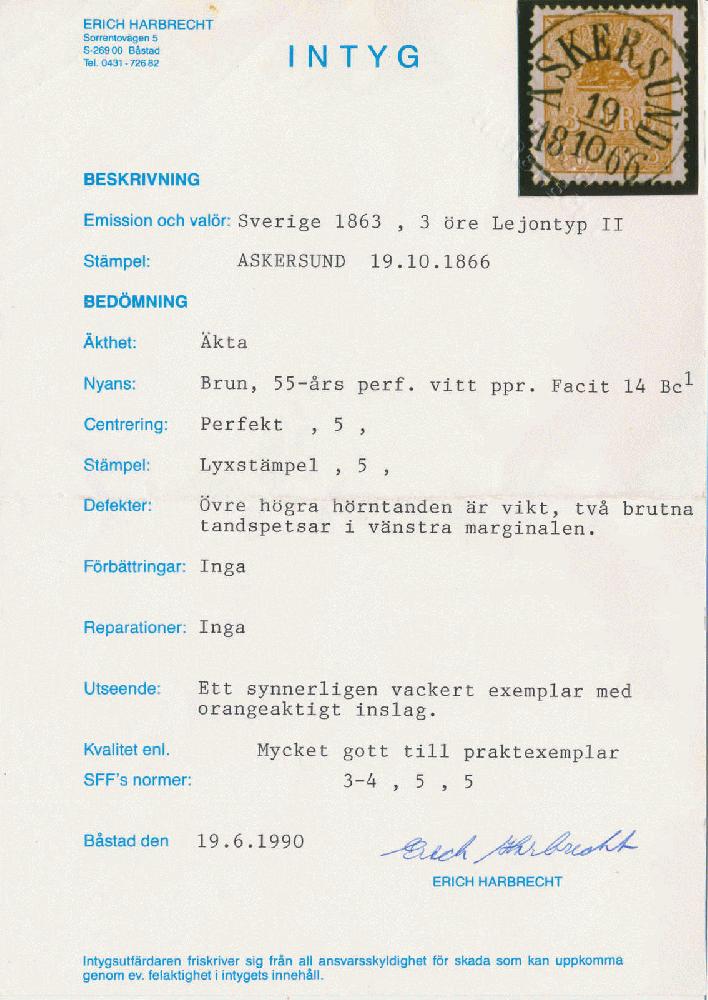 ERICH HARBRECHT
Sorrentovägen 5
S-269 00 Båstad
Tel. 0431 - 726 82
INTYG
ASKERSUND
19
18 10 66
3 ÖRE
BESKRIVNING
Emission och valör: Sverige 1863 , 3 öre Lejontyp II
Stämpel: ASKERSUND 19.10.1866
BEDÖMNING
Äkthet: Äkta
Nyans: Brun, 55-års perf. vitt ppr. Facit 14 Bc1
Centrering: Perfekt , 5 ,
Stämpel: Lyxstämpel , 5 ,
Defekter: Övre högra hörntanden är vikt, två brutna
tandspetsar i vänstra marginalen.
Förbättringar: Inga
Reparationer: Inga
Utseende: Ett synnerligen vackert exemplar med
orangeaktigt inslag.
Kvalitet enl. Mycket gott till praktexemplar
SFF's normer: 3-4 , 5 , 5
Båstad den 19.6.1990 Erich Harbrecht
ERICH HARBRECHT
Intygsutfärdaren friskriver sig från all ansvarsskyldighet för skada som kan uppkomma
genom ev. felaktighet i intygets innehåll.